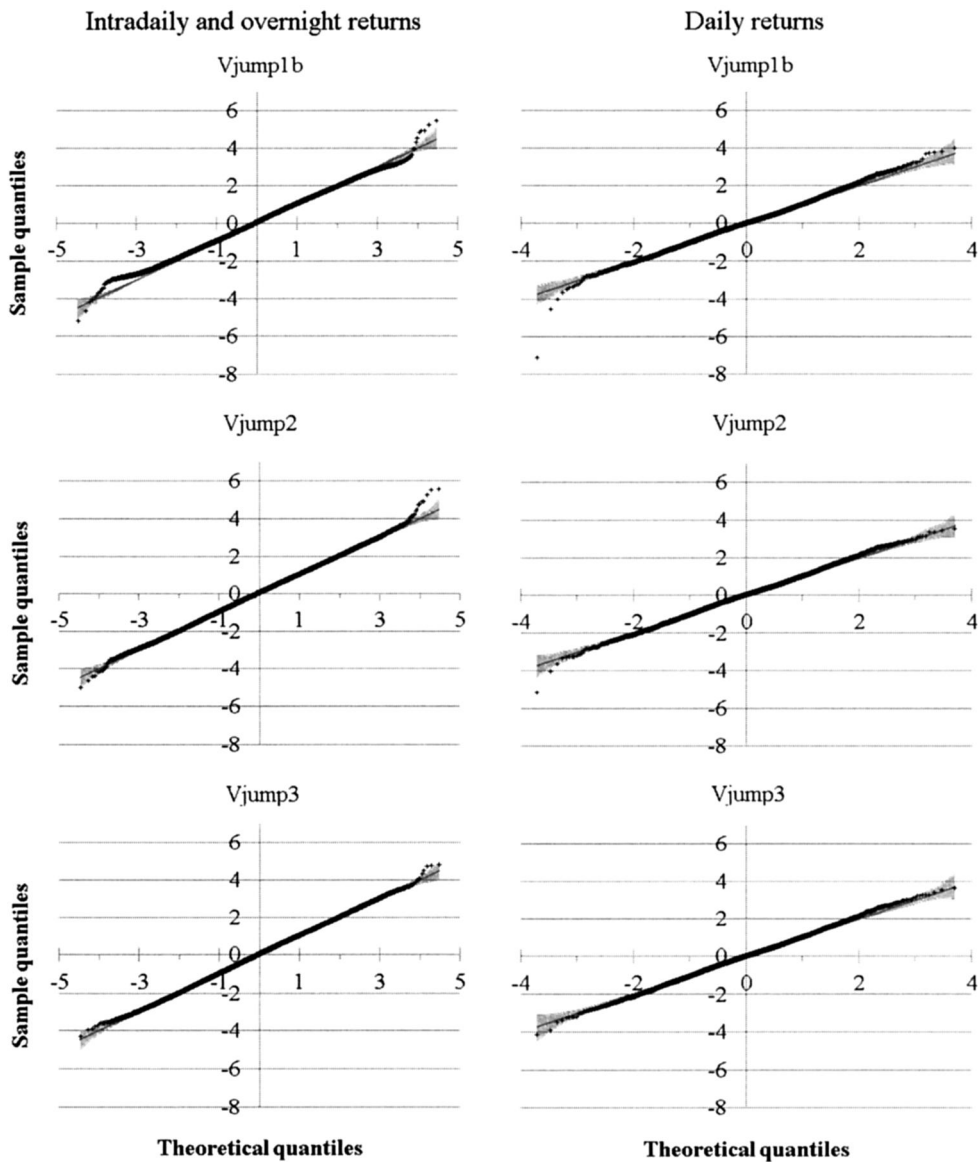 Intradaily and overnight returns
Daily returns
Vjump1b
Sample quantiles
6
4
2
0
-5 -3 -1 1 3 5
-2
-4
-6
-8
Vjump1b
6
4
2
0
-4 -2 0 2 4
-2
-4
-6
-8
Vjump2
Sample quantiles
6
4
2
0
-5 -3 -1 1 3 5
-2
-4
-6
-8
Vjump2
6
4
2
0
-4 -2 0 2 4
-2
-4
-6
-8
Vjump3
Sample quantiles
6
4
2
0
-5 -3 -1 1 3 5
-2
-4
-6
-8
Theoretical quantiles
Vjump3
6
4
2
0
-4 -2 0 2 4
-2
-4
-6
-8
Theoretical quantiles